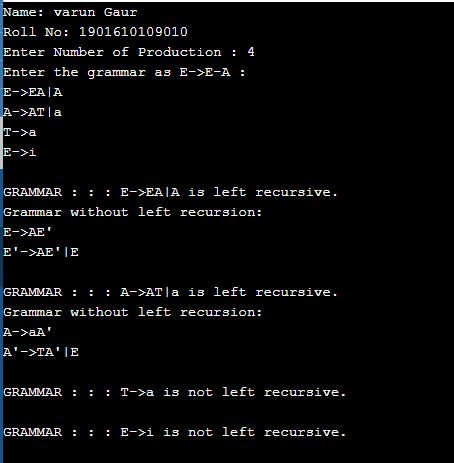 Name: varun Gaur
Roll No: 1901610109010
Enter Number of Production : 4
Enter the grammar as E->E-A :
E->EA|A
A->AT|a
T->a
E->i
GRAMMAR : : : E->EA|A is left recursive.
Grammar without left recursion:
E->AE'
E'->AE'|E
GRAMMAR : : : A->AT|a is left recursive.
Grammar without left recursion:
A->aA'
A'->TA'|E
GRAMMAR : : : T->a is not left recursive.
GRAMMAR : : : E->i is not left recursive.